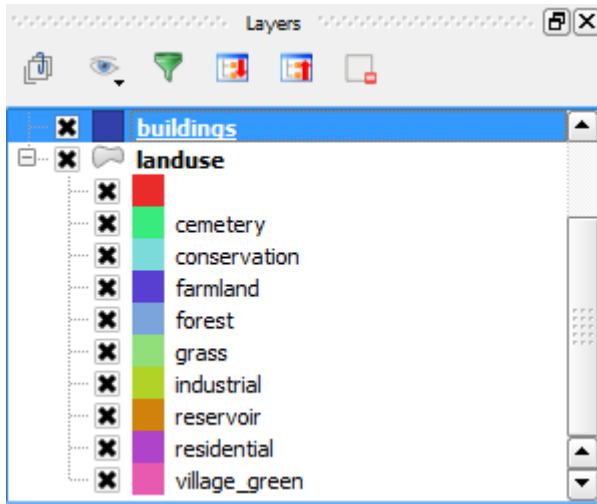 Layers
buildings
landuse
cemetery
conservation
farmland
forest
grass
industrial
reservoir
residential
village_green